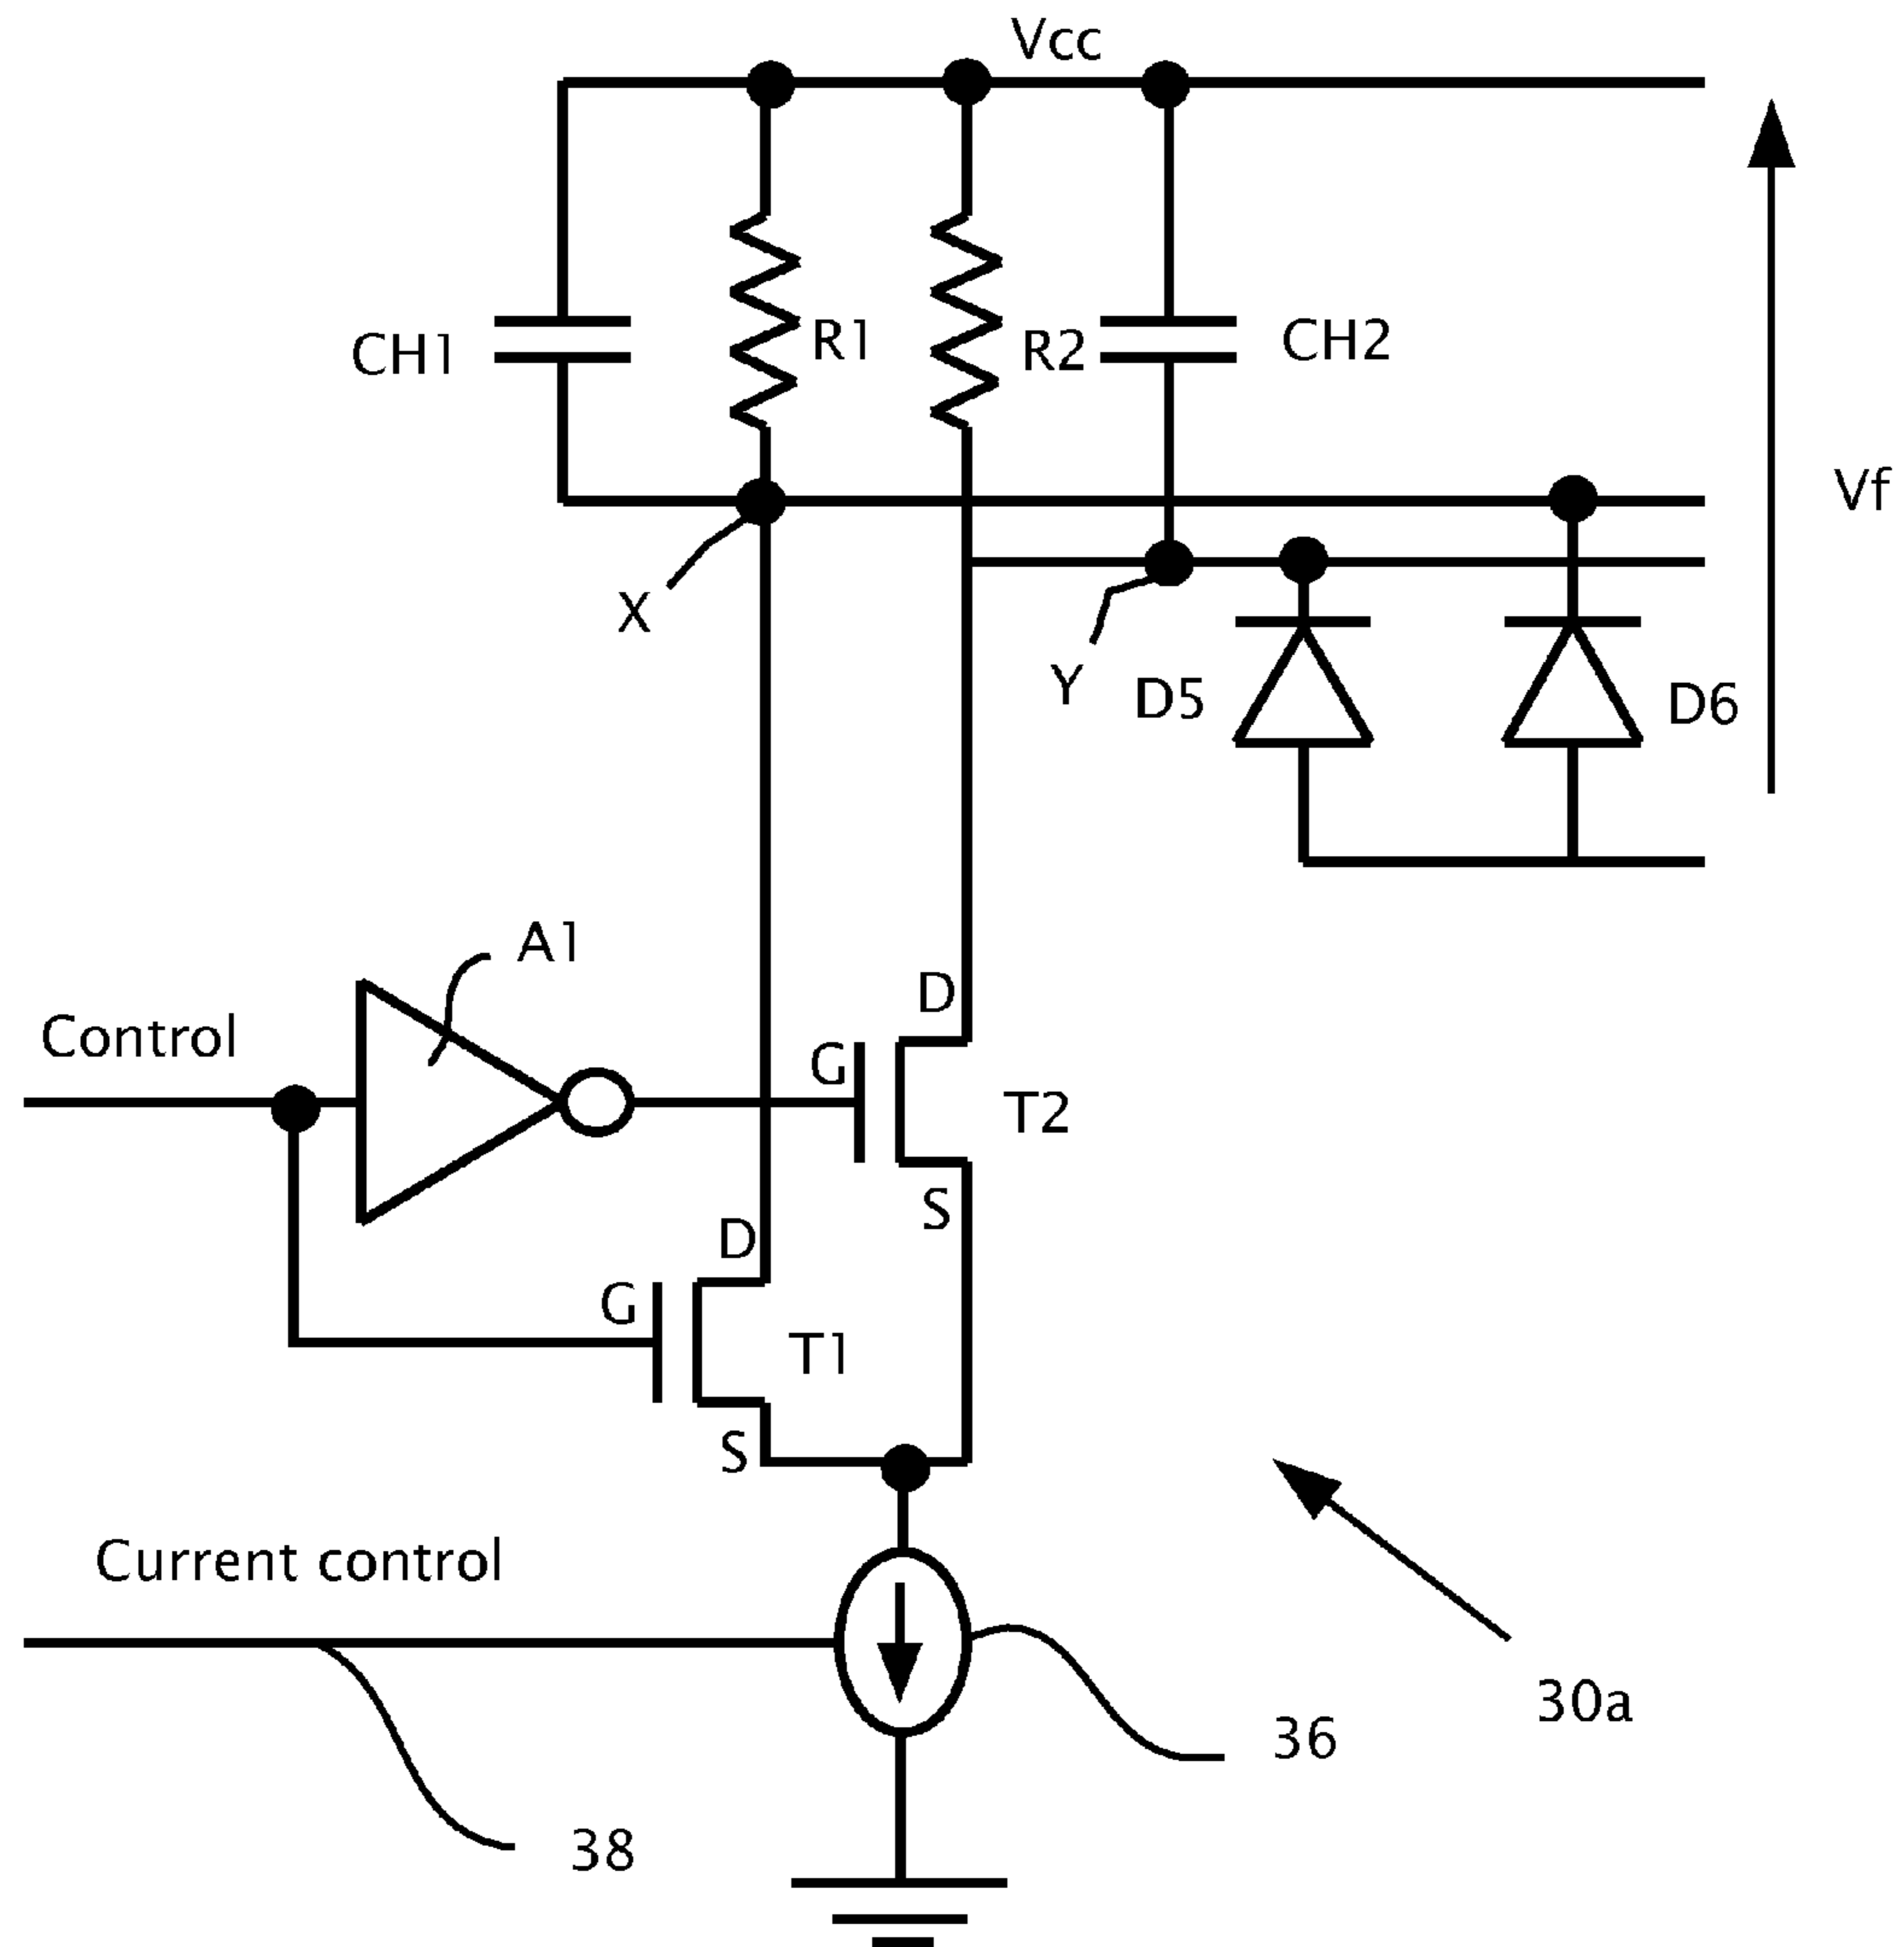 Vcc
CH1
R1
R2
CH2
Vf
X
Y
D5
D6
A1
Control
D
G
T2
S
D
G
T1
S
Current control
30a
36
38